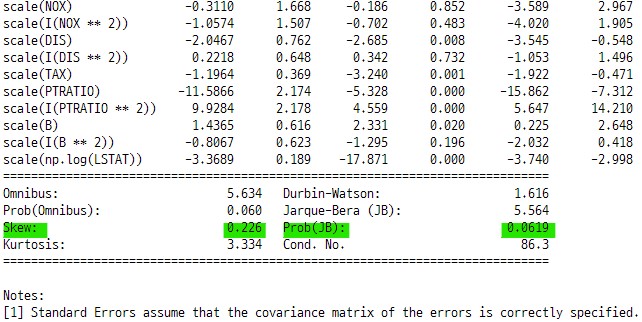 scale(NOX) -0.3110 1.668 -0.186 0.852 -3.589 2.967
scale(I(NOX ** 2)) -1.0574 1.507 -0.702 0.483 -4.020 1.905
scale(DIS) -2.0467 0.762 -2.685 0.008 -3.545 -0.548
scale(I(DIS ** 2)) 0.2218 0.648 0.342 0.732 -1.053 1.496
scale(TAX) -1.1964 0.369 -3.240 0.001 -1.922 -0.471
scale(PTRATIO) -11.5866 2.174 -5.328 0.000 -15.862 -7.312
scale(I(PTRATIO ** 2)) 9.9284 2.178 4.559 0.000 5.647 14.210
scale(B) 1.4365 0.616 2.331 0.020 0.225 2.648
scale(I(B ** 2)) -0.8067 0.623 -1.295 0.196 -2.032 0.418
scale(np.log(LSTAT)) -3.3689 0.189 -17.871 0.000 -3.740 -2.998
==============================================================================
Omnibus: 5.634 Durbin-Watson: 1.616
Prob(Omnibus): 0.060 Jarque-Bera (JB): 5.564
Skew: 0.226 Prob(JB): 0.0619
Kurtosis: 3.334 Cond. No. 86.3
==============================================================================
Notes:
[1] Standard Errors assume that the covariance matrix of the errors is correctly specified.